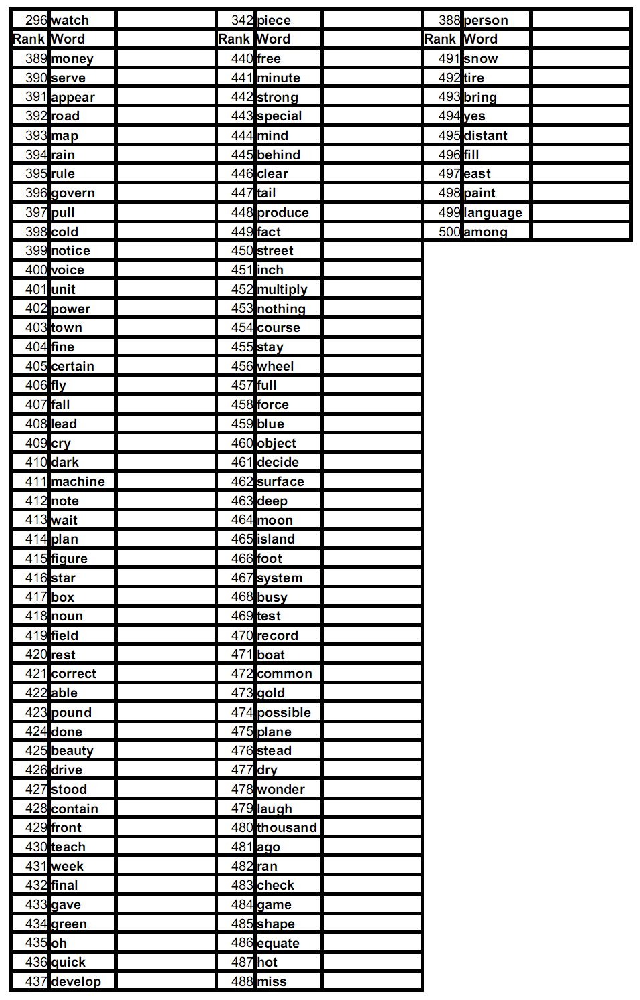 296 watch 342 piece 388 person
Rank Word Rank Word Rank Word
389 money 440 free 491 snow
390 serve 441 minute 492 tire
391 appear 442 strong 493 bring
392 road 443 special 494 yes
393 map 444 mind 495 distant
394 rain 445 behind 496 fill
395 rule 446 clear 497 east
396 govern 447 tail 498 paint
397 pull 448 produce 499 language
398 cold 449 fact 500 among
399 notice 450 street
400 voice 451 inch
401 unit 452 multiply
402 power 453 nothing
403 town 454 course
404 fine 455 stay
405 certain 456 wheel
406 fly 457 full
407 fall 458 force
408 lead 459 blue
409 cry 460 object
410 dark 461 decide
411 machine 462 surface
412 note 463 deep
413 wait 464 moon
414 plan 465 island
415 figure 466 foot
416 star 467 system
417 box 468 busy
418 noun 469 test
419 field 470 record
420 rest 471 boat
421 correct 472 common
422 able 473 gold
423 pound 474 possible
424 done 475 plane
425 beauty 476 stead
426 drive 477 dry
427 stood 478 wonder
428 contain 479 laugh
429 front 480 thousand
430 teach 481 ago
431 week 482 ran
432 final 483 check
433 gave 484 game
434 green 485 shape
435 oh 486 equate
436 quick 487 hot
437 develop 488 miss